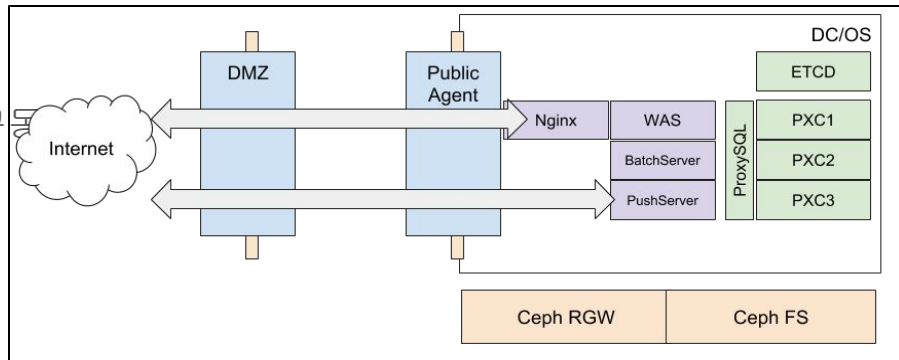 DC/OS
DMZ
Public
Agent
ETCD
Internet
Nginx
WAS
ProxySQL
PXC1
BatchServer
PXC2
PushServer
PXC3
Ceph RGW
Ceph FS